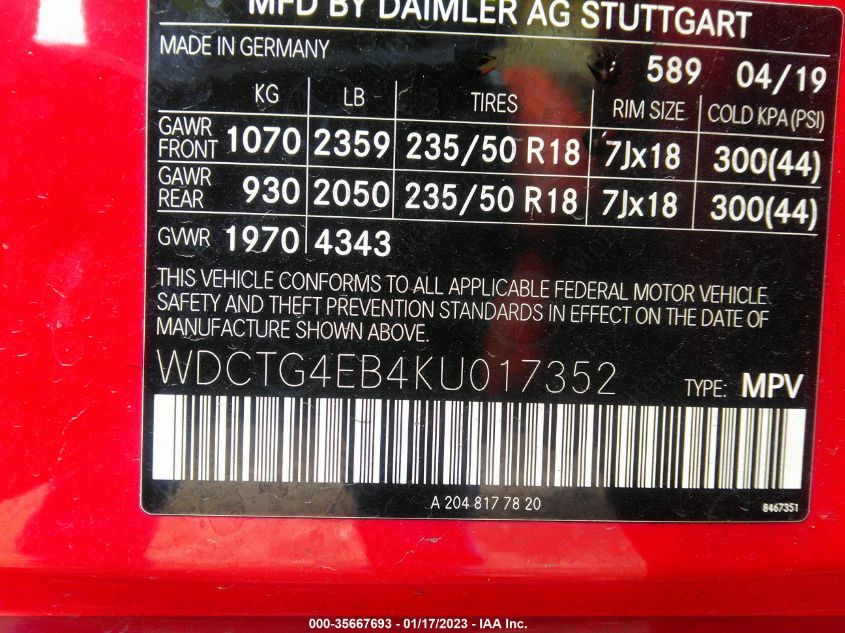 MFD BY DAIMLER AG STUTTGART
MADE IN GERMANY 589 04/19
KG LB TIRES RIM SIZE COLD KPA (PSI)
GAWR FRONT 1070 2359 235/50 R18 7Jx18 300(44)
GAWR REAR 930 2050 235/50 R18 7Jx18 300(44)
GVWR 1970 4343
THIS VEHICLE CONFORMS TO ALL APPLICABLE FEDERAL MOTOR VEHICLE
SAFETY AND THEFT PREVENTION STANDARDS IN EFFECT ON THE DATE OF
MANUFACTURE SHOWN ABOVE.
WDCTG4EB4KU017352 TYPE: MPV
A 204 817 78 20 8467351
000-35667693 - 01/17/2023 - IAA Inc.